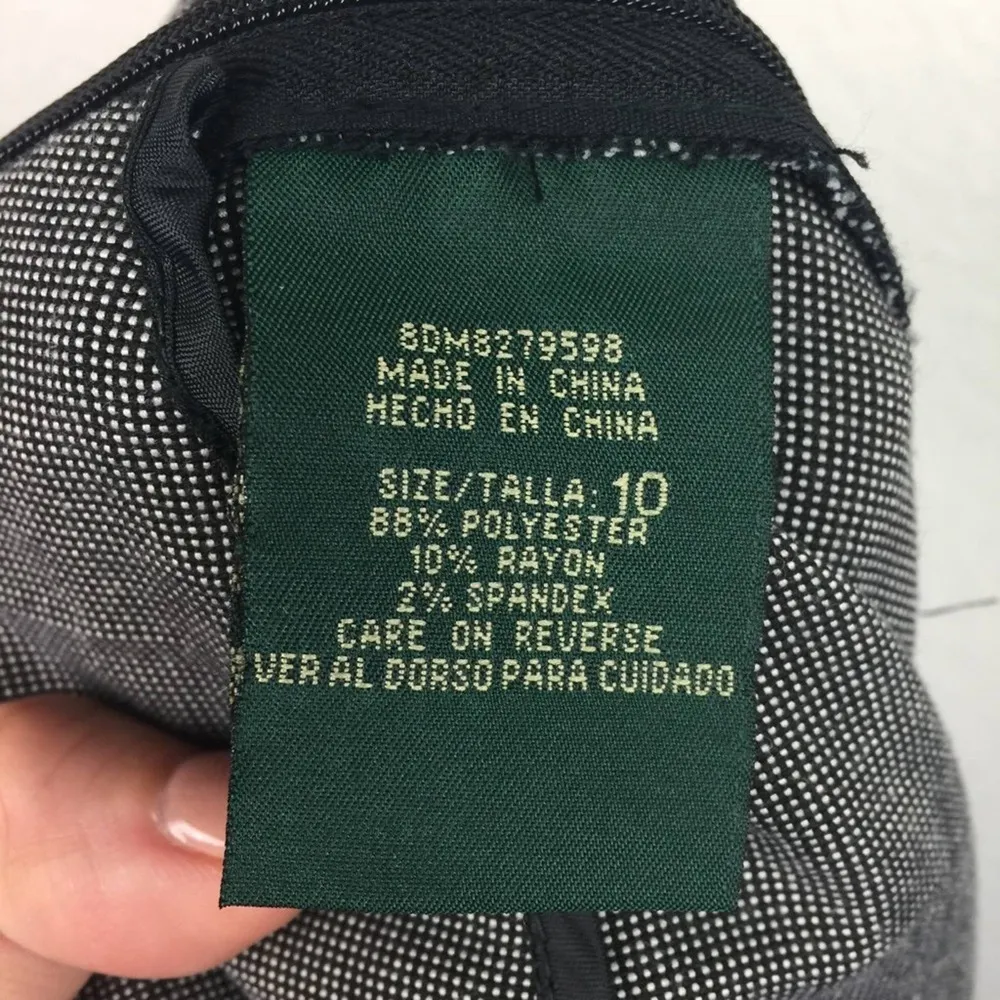 8DM8279598
MADE IN CHINA
HECHO EN CHINA
SIZE/TALLA: 10
88% POLYESTER
10% RAYON
2% SPANDEX
CARE ON REVERSE
VER AL DORSO PARA CUIDADO